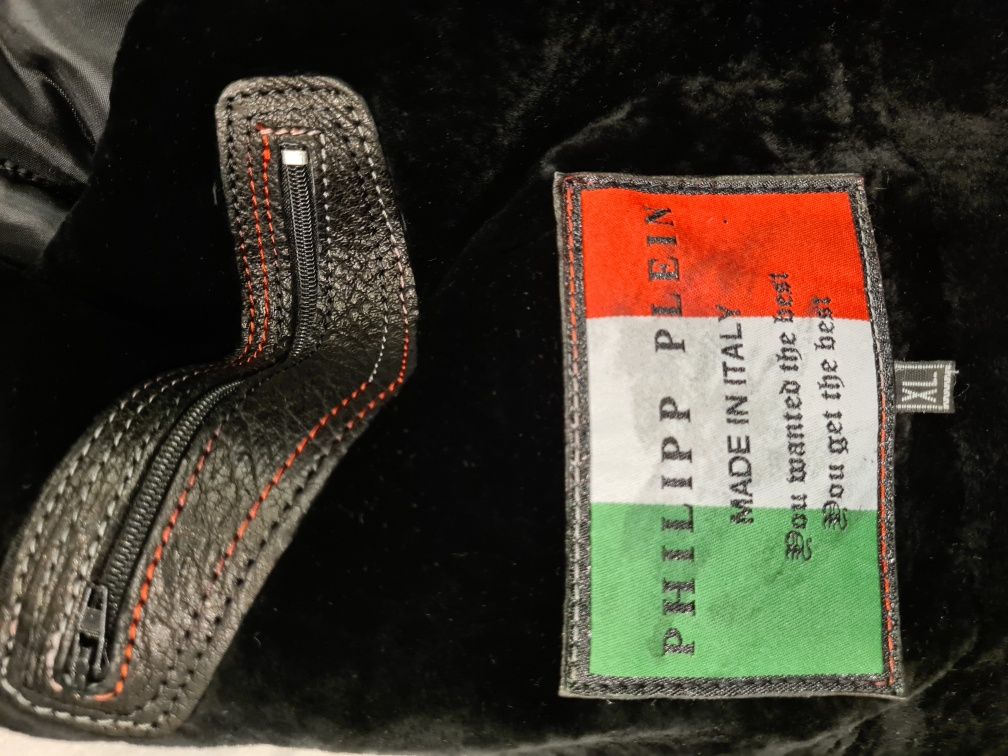 PHILIPP PLEIN
MADE IN ITALY
You wanted the best
You get the best
XL